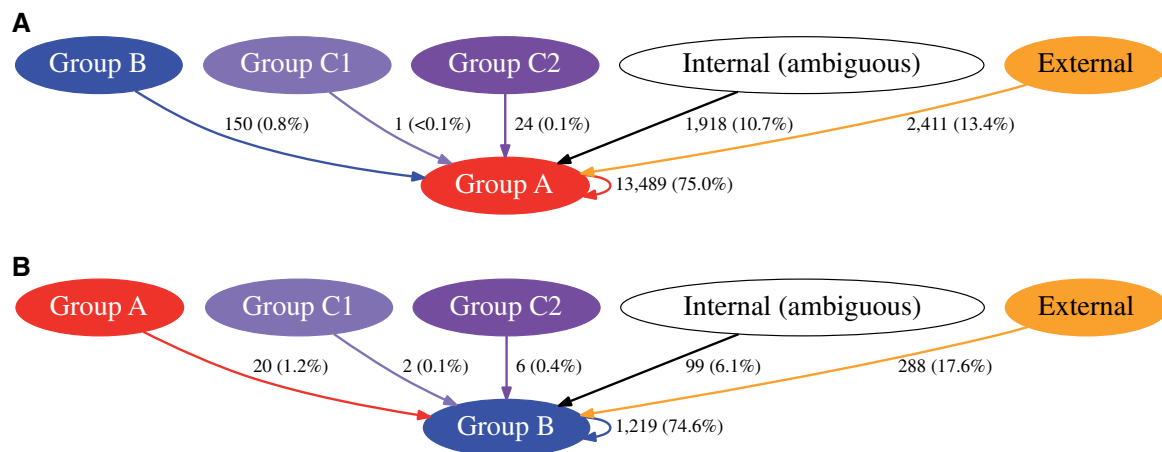 A
Group B Group C1 Group C2 Internal (ambiguous) External
150 (0.8%) 1 (<0.1%) 24 (0.1%) 1,918 (10.7%) 2,411 (13.4%)
Group A 13,489 (75.0%)
B
Group A Group C1 Group C2 Internal (ambiguous) External
20 (1.2%) 2 (0.1%) 6 (0.4%) 99 (6.1%) 288 (17.6%)
Group B 1,219 (74.6%)